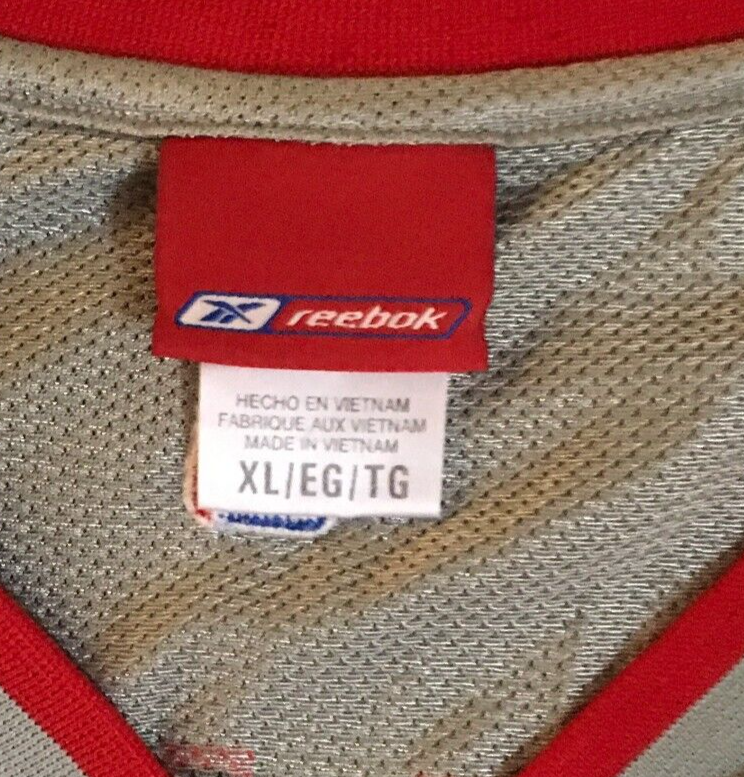 reebok
HECHO EN VIETNAM
FABRIQUE AUX VIETNAM
MADE IN VIETNAM
XL/EG/TG